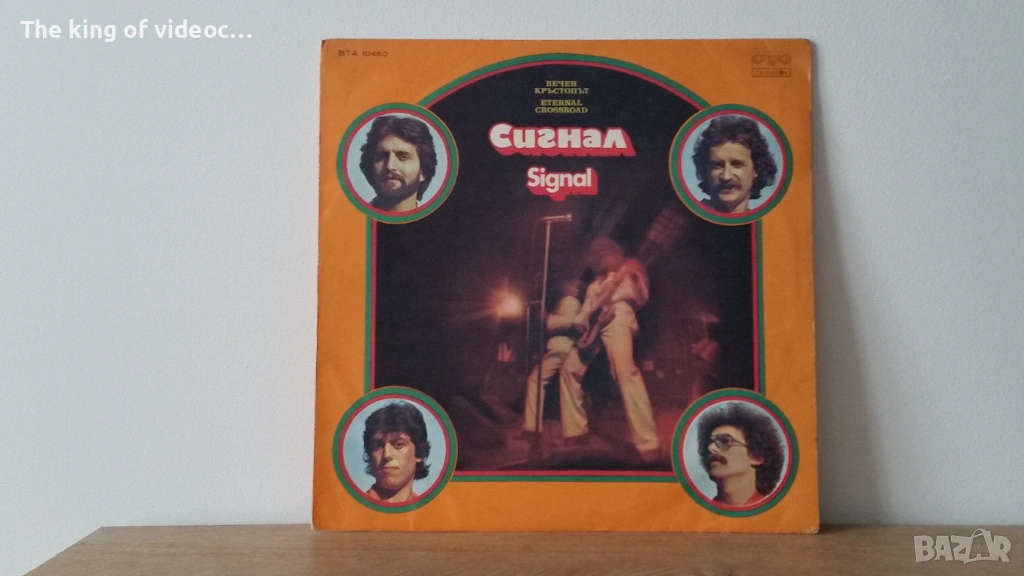 The king of videoc...
BTA 10460
ВЕЧЕН
КРЪСТОПЪТ
ETERNAL
CROSSROAD
Сигнал
Signal
BAZAR